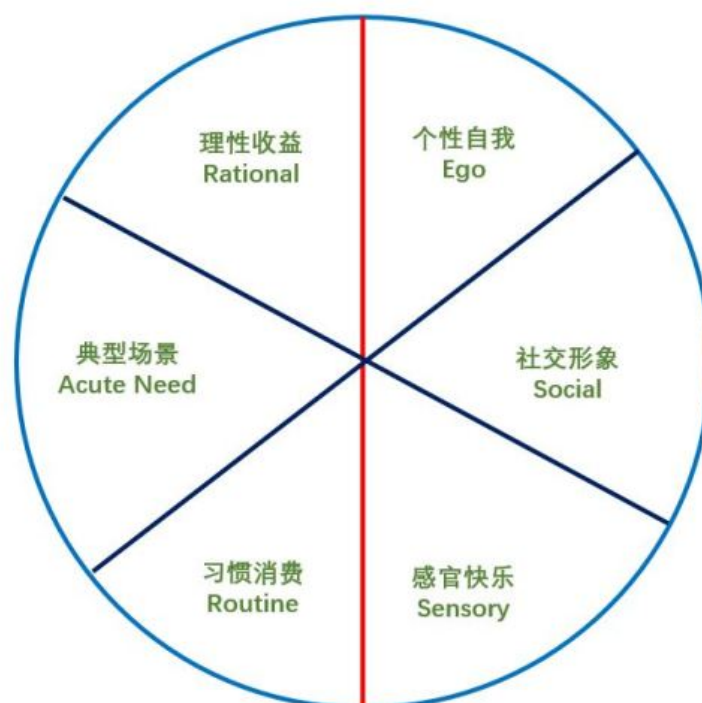 理性收益
Rational
个性自我
Ego
典型场景
Acute Need
社交形象
Social
习惯消费
Routine
感官快乐
Sensory